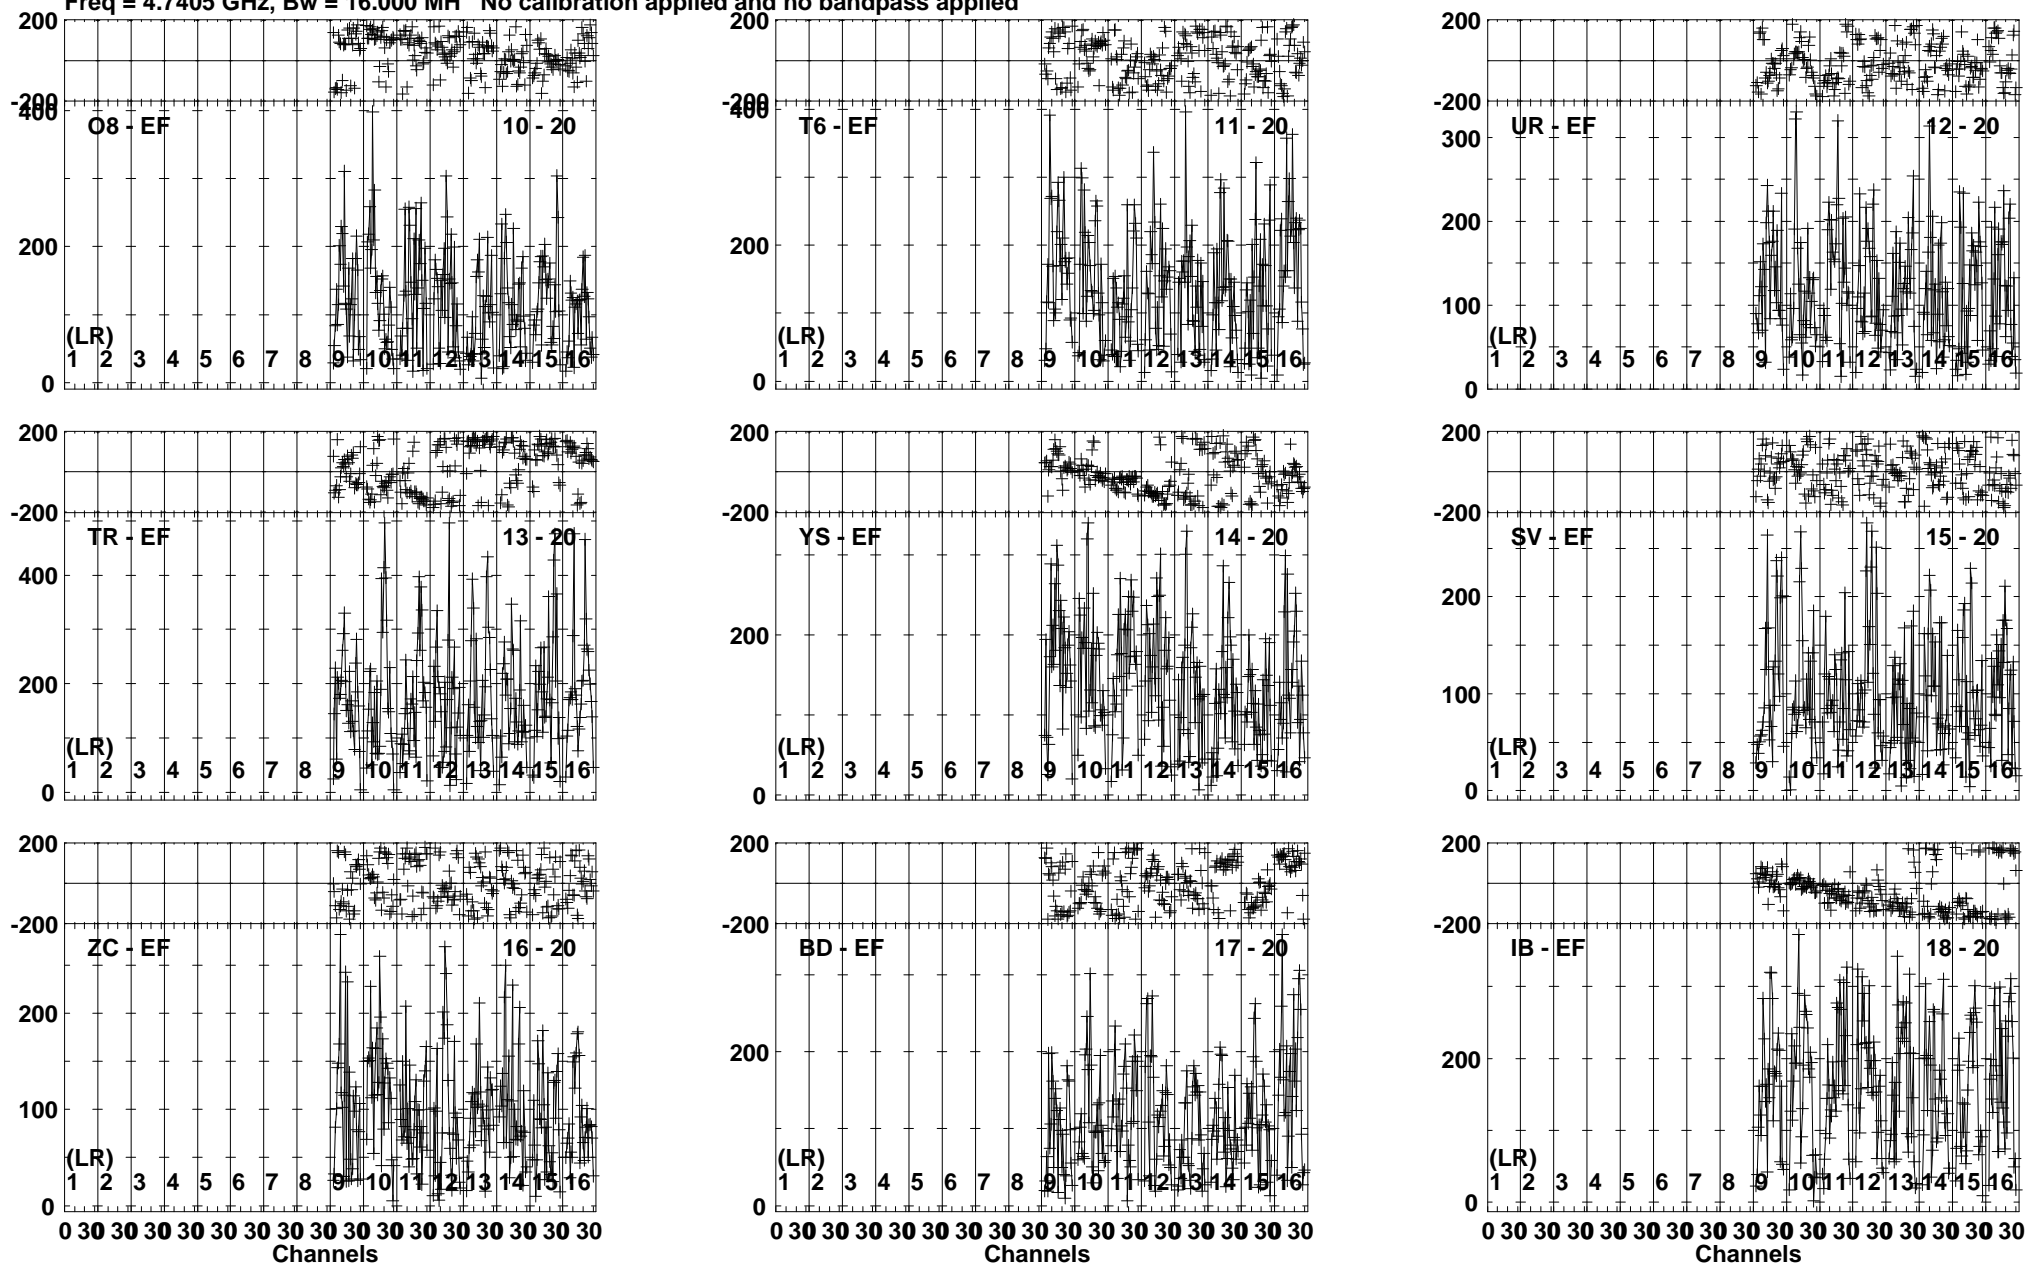 Freq = 4.7405 GHz, Bw = 16.000 MH No calibration applied and no bandpass applied
200 200 200
-200 -200 -200
400 400
O8 - EF 10 - 20 T6 - EF 11 - 20 UR - EF 12 - 20
300
200 200 200
100
(LR) (LR) (LR)
1 2 3 4 5 6 7 8 9 10 11 12 13 14 15 16 1 2 3 4 5 6 7 8 9 10 11 12 13 14 15 16 1 2 3 4 5 6 7 8 9 10 11 12 13 14 15 16
0 0 0
200 200 200
-200 -200 -200
TR - EF 13 - 20 YS - EF 14 - 20 SV - EF 15 - 20
400
200 200 200
100
(LR) (LR) (LR)
1 2 3 4 5 6 7 8 9 10 11 12 13 14 15 16 1 2 3 4 5 6 7 8 9 10 11 12 13 14 15 16 1 2 3 4 5 6 7 8 9 10 11 12 13 14 15 16
0 0 0
200 200 200
-200 -200 -200
ZC - EF 16 - 20 BD - EF 17 - 20 IB - EF 18 - 20
200 200 200
100
(LR) (LR) (LR)
1 2 3 4 5 6 7 8 9 10 11 12 13 14 15 16 1 2 3 4 5 6 7 8 9 10 11 12 13 14 15 16 1 2 3 4 5 6 7 8 9 10 11 12 13 14 15 16
0 0 0
0 30 30 30 30 30 30 30 30 30 30 30 30 30 30 30 30 0 30 30 30 30 30 30 30 30 30 30 30 30 30 30 30 30 0 30 30 30 30 30 30 30 30 30 30 30 30 30 30 30 30
Channels Channels Channels